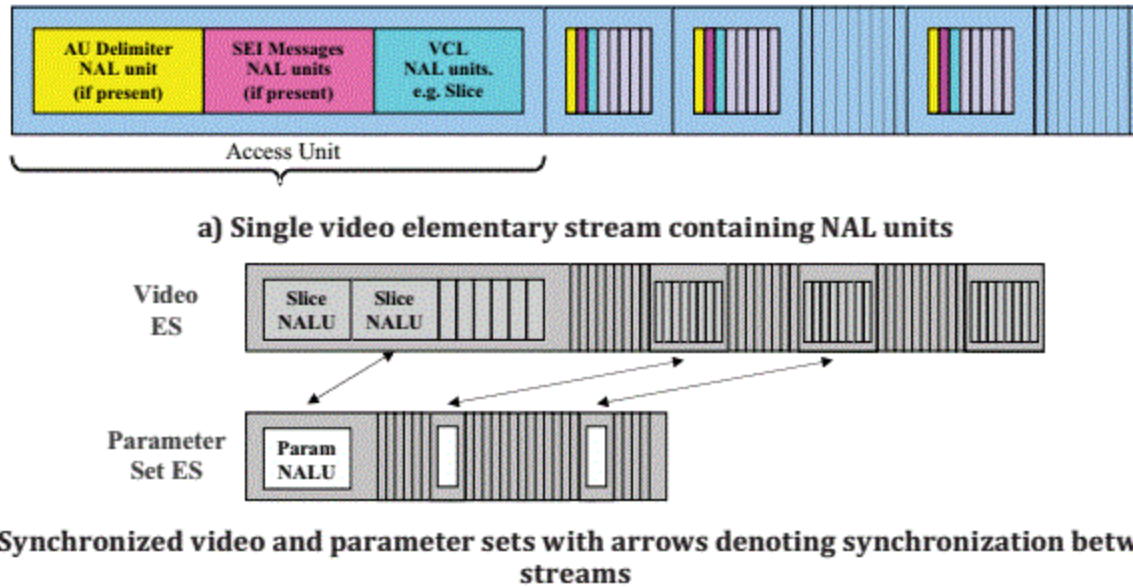 AU Delimiter
NAL unit
(if present)
SEI Messages
NAL units
(if present)
VCL
NAL units.
e.g. Slice
Access Unit
a) Single video elementary stream containing NAL units
Video
ES
Slice
NALU
Slice
NALU
Parameter
Set ES
Param
NALU
Synchronized video and parameter sets with arrows denoting synchronization
streams